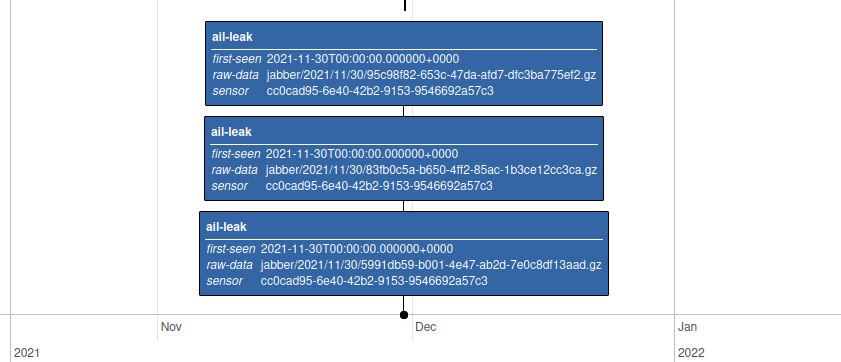 ail-leak
first-seen 2021-11-30T00:00:00.000000+0000
raw-data jabber/2021/11/30/95c98f82-653c-47da-afd7-dfc3ba775ef2.gz
sensor cc0cad95-6e40-42b2-9153-9546692a57c3
ail-leak
first-seen 2021-11-30T00:00:00.000000+0000
raw-data jabber/2021/11/30/83fb0c5a-b650-4ff2-85ac-1b3ce12cc3ca.gz
sensor cc0cad95-6e40-42b2-9153-9546692a57c3
ail-leak
first-seen 2021-11-30T00:00:00.000000+0000
raw-data jabber/2021/11/30/5991db59-b001-4e47-ab2d-7e0c8df13aad.gz
sensor cc0cad95-6e40-42b2-9153-9546692a57c3
Nov Dec Jan
2021 2022